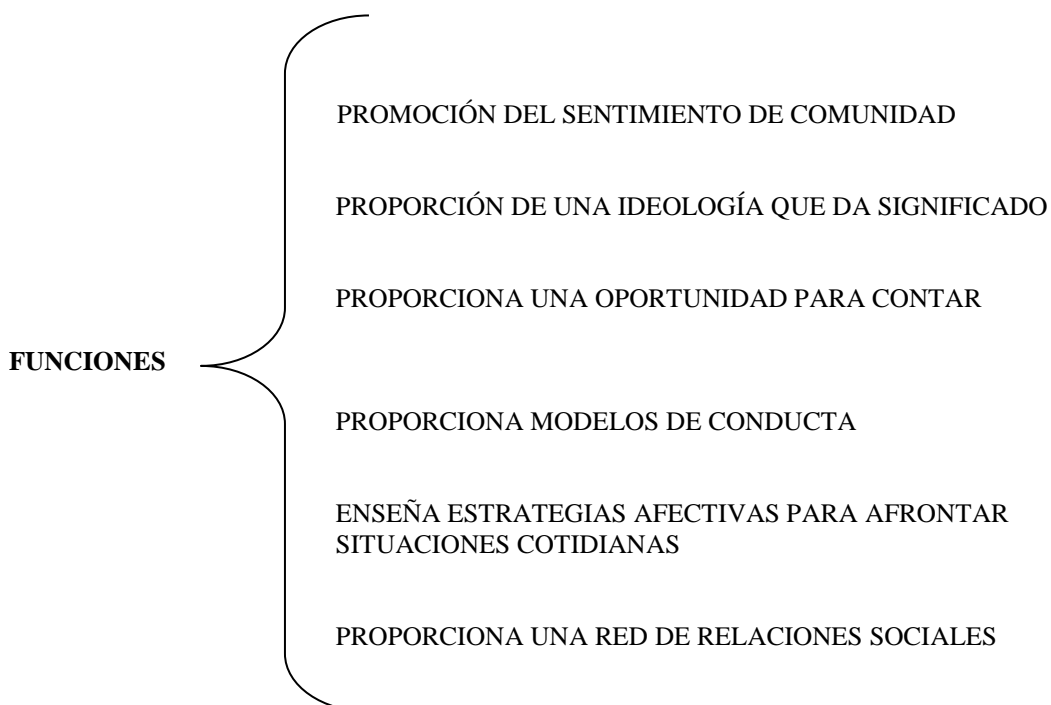 PROMOCIÓN DEL SENTIMIENTO DE COMUNIDAD
PROPORCIÓN DE UNA IDEOLOGÍA QUE DA SIGNIFICADO
PROPORCIONA UNA OPORTUNIDAD PARA CONTAR
FUNCIONES
PROPORCIONA MODELOS DE CONDUCTA
ENSEÑA ESTRATEGIAS AFECTIVAS PARA AFRONTAR
SITUACIONES COTIDIANAS
PROPORCIONA UNA RED DE RELACIONES SOCIALES